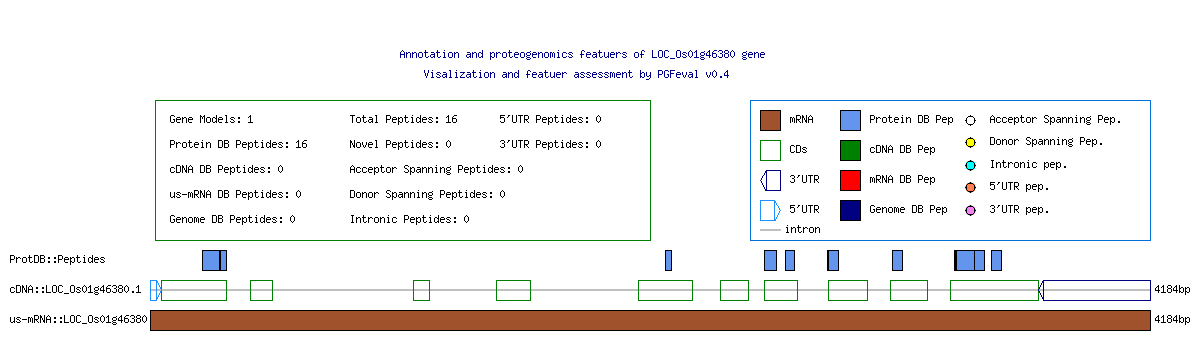 Annotation and proteogenomics featuers of LOC_Os01g46380 gene
Visalization and featuer assessment by PGFeval v0.4
Gene Models: 1 Total Peptides: 16 5'UTR Peptides: 0
Protein DB Peptides: 16 Novel Peptides: 0 3'UTR Peptides: 0
cDNA DB Peptides: 0 Acceptor Spanning Peptides: 0
us-mRNA DB Peptides: 0 Donor Spanning Peptides: 0
Genome DB Peptides: 0 Intronic Peptides: 0
mRNA Protein DB Pep Acceptor Spanning Pep.
CDs cDNA DB Pep Donor Spanning Pep.
3'UTR mRNA DB Pep Intronic pep.
5'UTR Genome DB Pep 5'UTR pep.
intron 3'UTR pep.
ProtDB::Peptides
cDNA::LOC_Os01g46380.1 4184bp
us-mRNA::LOC_Os01g46380 4184bp